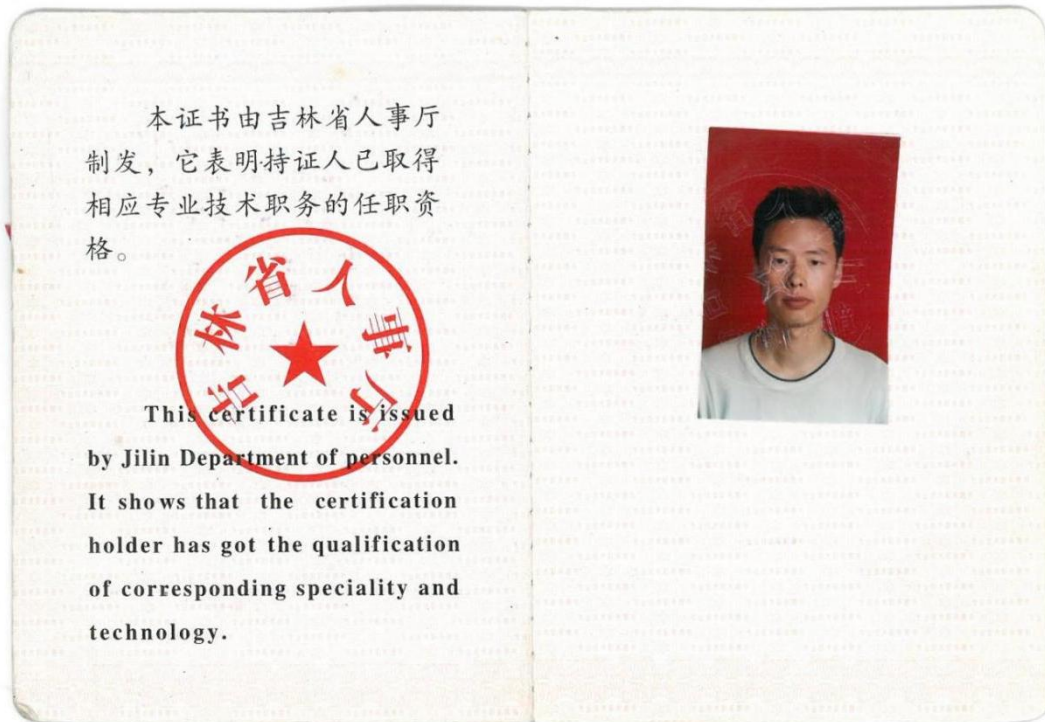 本证书由吉林省人事厅
制发，它表明持证人已取得
相应专业技术职务的任职资
格。
吉林省人事厅
This certificate is issued
by Jilin Department of personnel.
It shows that the certification
holder has got the qualification
of corresponding speciality and
technology.